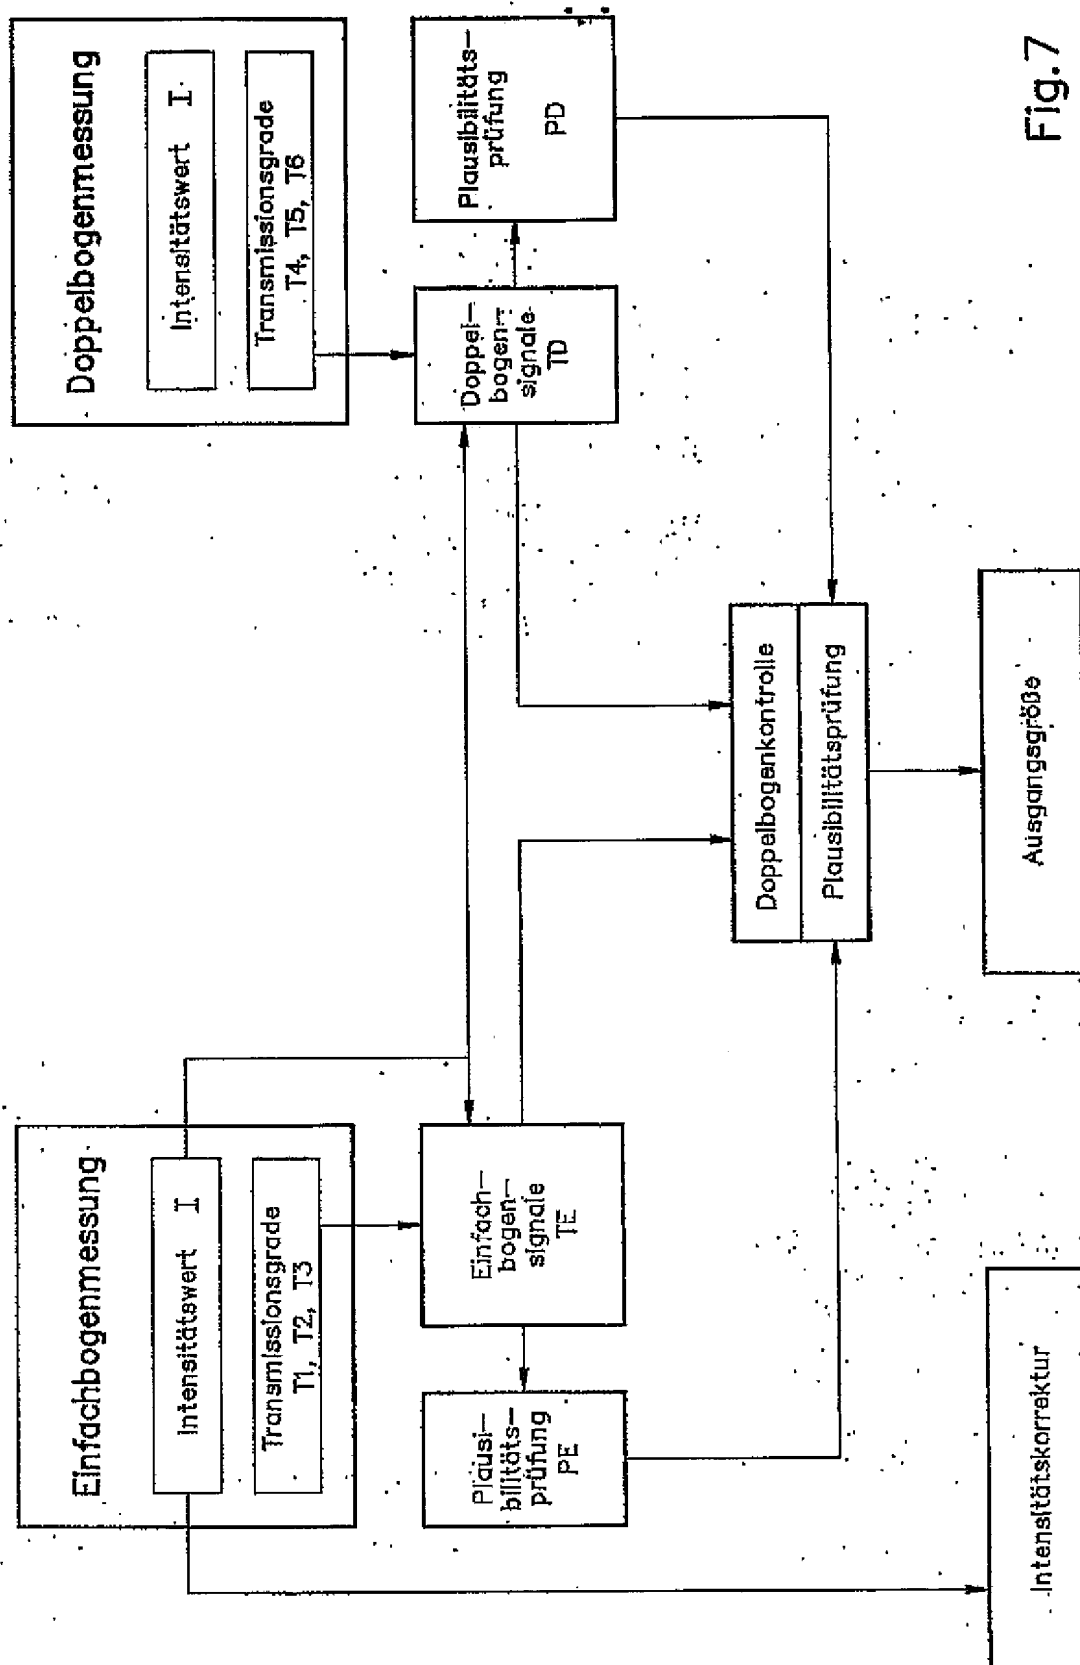 Einfachbogenmessung
Intensitätswert I
Transmissionsgrade
T1, T2, T3
Plausi–
bilitäts–
prüfung
PE
Einfach–
bogen–
signale
TE
Doppelbogenmessung
Intensitätswert I
Transmissionsgrade
T4, T5, T6
Doppel–
bogen–
signale
TD
Plausibilitäts–
prüfung
PD
Doppelbogenkontrolle
Plausibilitätsprüfung
Intensitätskorrektur
Ausgangsgröße
Fig.7